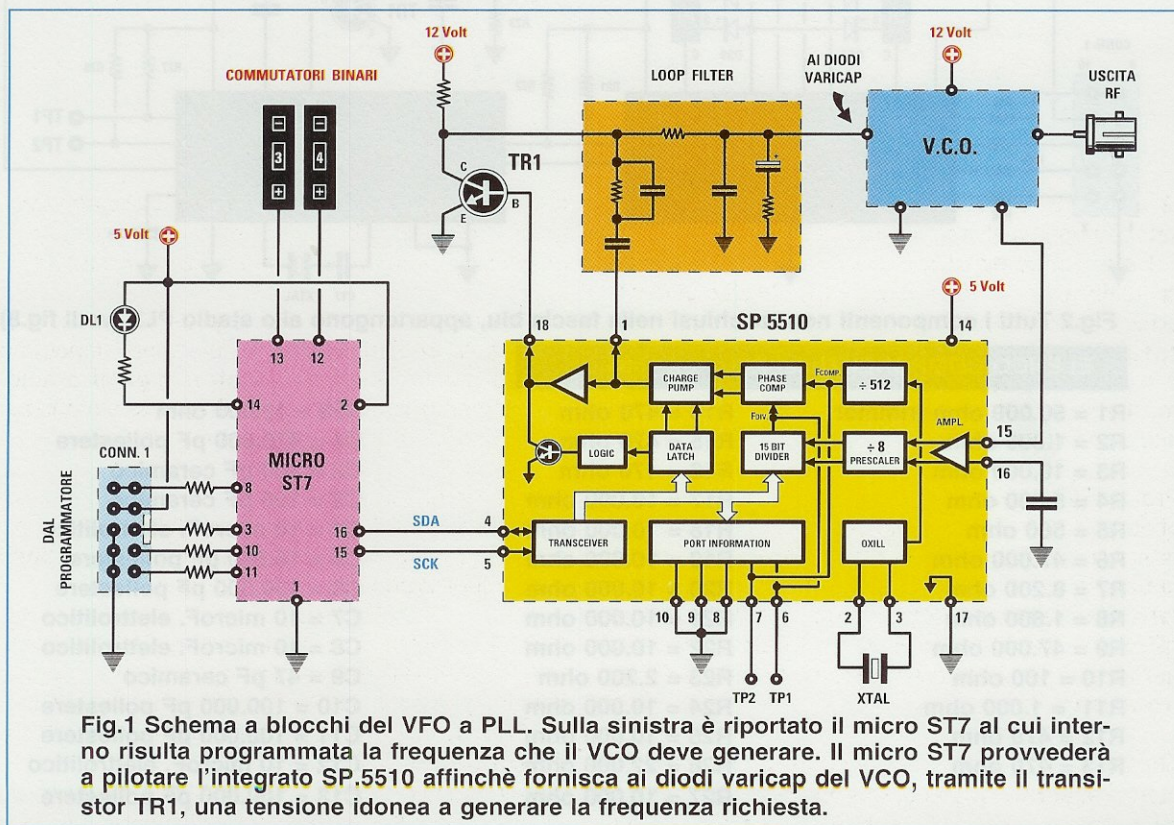 12 Volt
COMMUTATORI BINARI
3
4
C
B
E
TR1
LOOP FILTER
AI DIODI
VARICAP
12 Volt
V.C.O.
USCITA
RF
5 Volt
DL1
13
12
14
2
MICRO
ST7
CONN. 1
DAL
PROGRAMMATORE
8
3
10
11
16
15
1
SDA
SCK
4
5
18
1
SP.5510
5 Volt
14
CHARGE
PUMP
PHASE
COMP
FCOMP.
÷ 512
FDIV.
AMPL.
15
16
LOGIC
DATA
LATCH
15 BIT
DIVIDER
÷ 8
PRESCALER
TRANSCEIVER
PORT INFORMATION
OXILL
10
9
8
7
6
2
3
17
TP2
TP1
XTAL
Fig.1 Schema a blocchi del VFO a PLL. Sulla sinistra è riportato il micro ST7 al cui inter-
no risulta programmata la frequenza che il VCO deve generare. Il micro ST7 provvederà
a pilotare l'integrato SP.5510 affinchè fornisca ai diodi varicap del VCO, tramite il transi-
stor TR1, una tensione idonea a generare la frequenza richiesta.